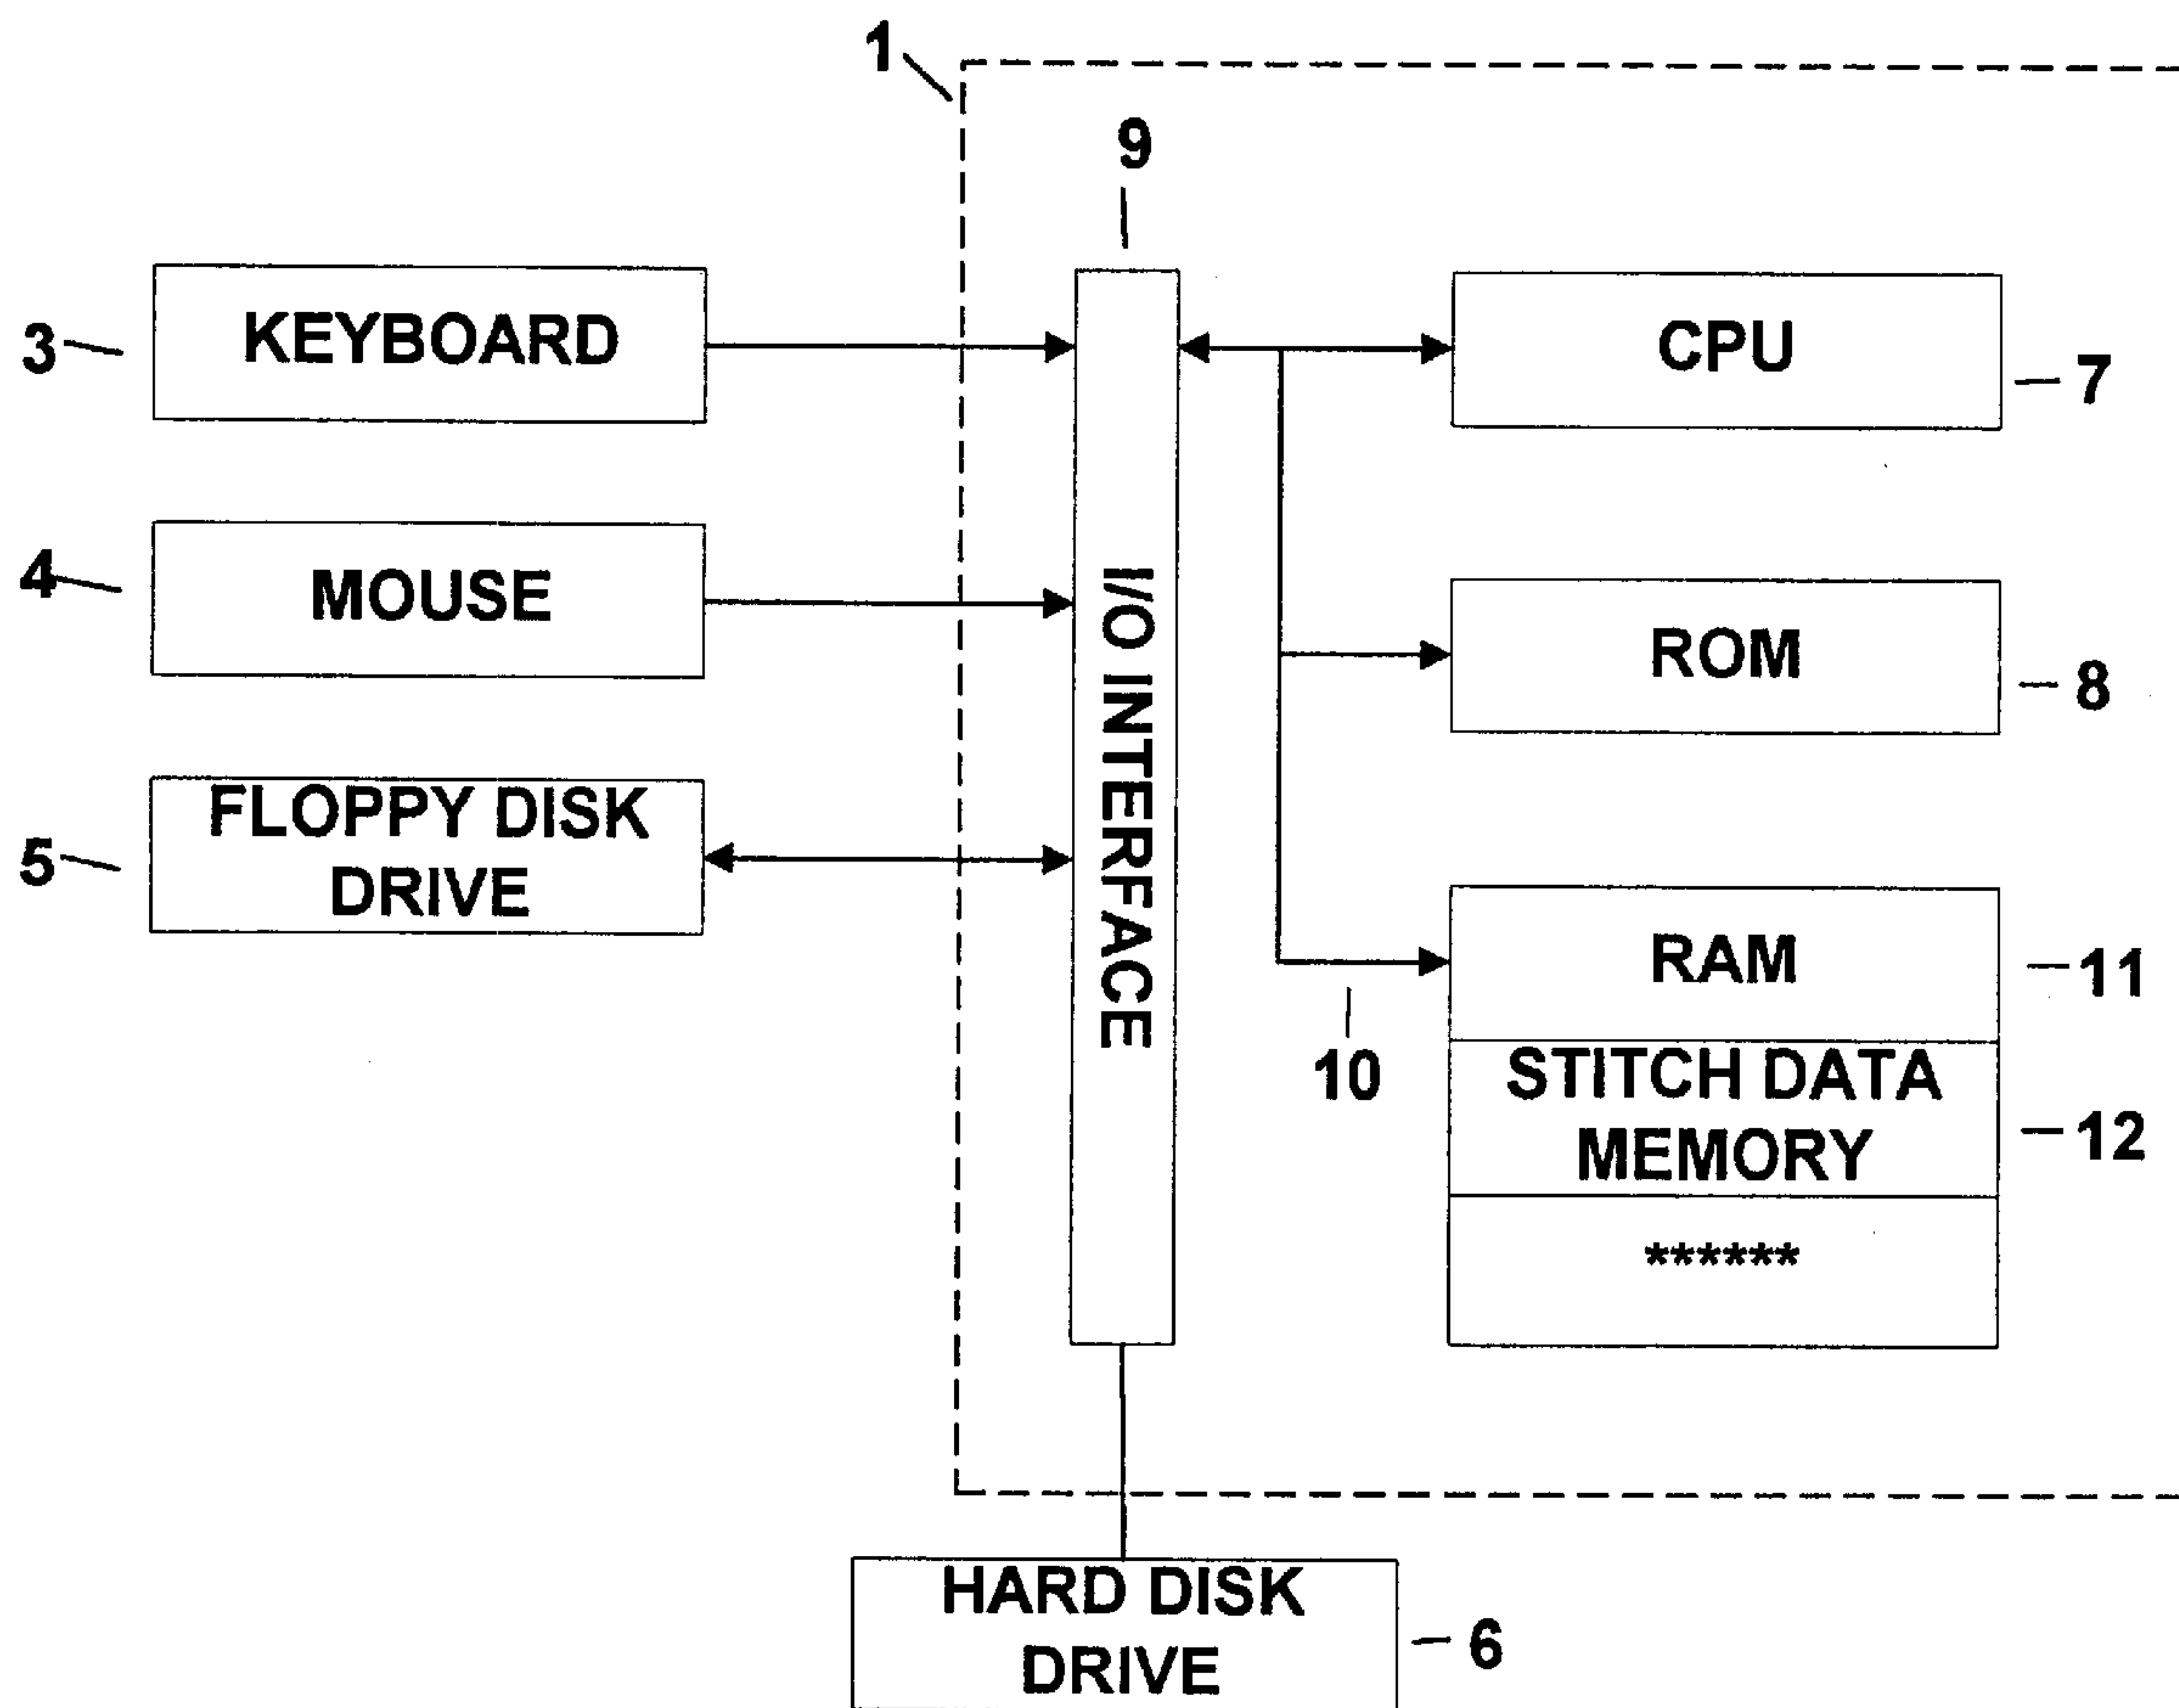 1
9
3
KEYBOARD
CPU
7
4
MOUSE
I/O INTERFACE
ROM
8
5
FLOPPY DISK
DRIVE
RAM
11
10
STITCH DATA
MEMORY
12
******
HARD DISK
DRIVE
6